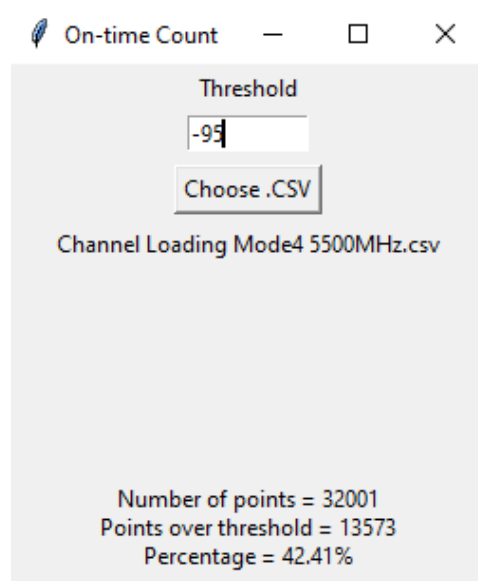 On-time Count
Threshold
-95
Choose .CSV
Channel Loading Mode4 5500MHz.csv
Number of points = 32001
Points over threshold = 13573
Percentage = 42.41%